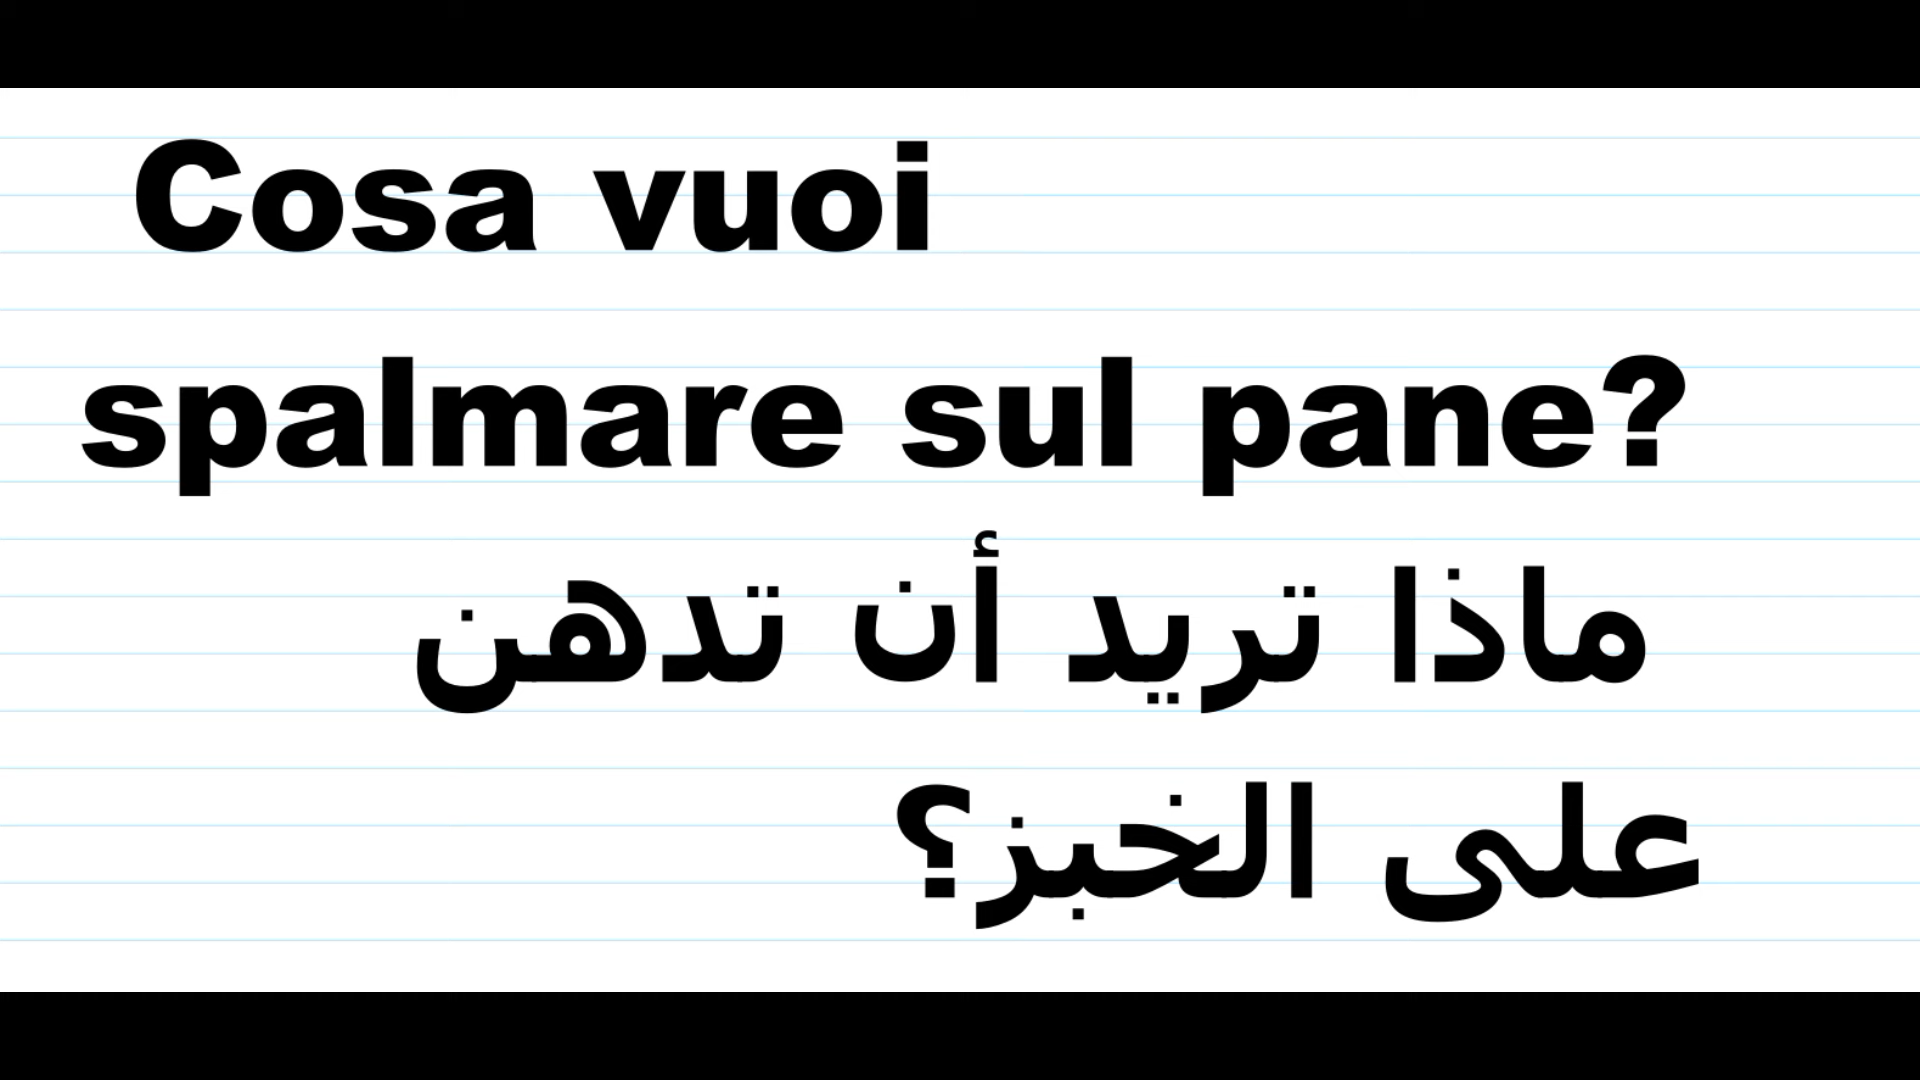 Cosa vuoi
spalmare sul pane?
ماذا تريد أن تدهن
على الخبز؟